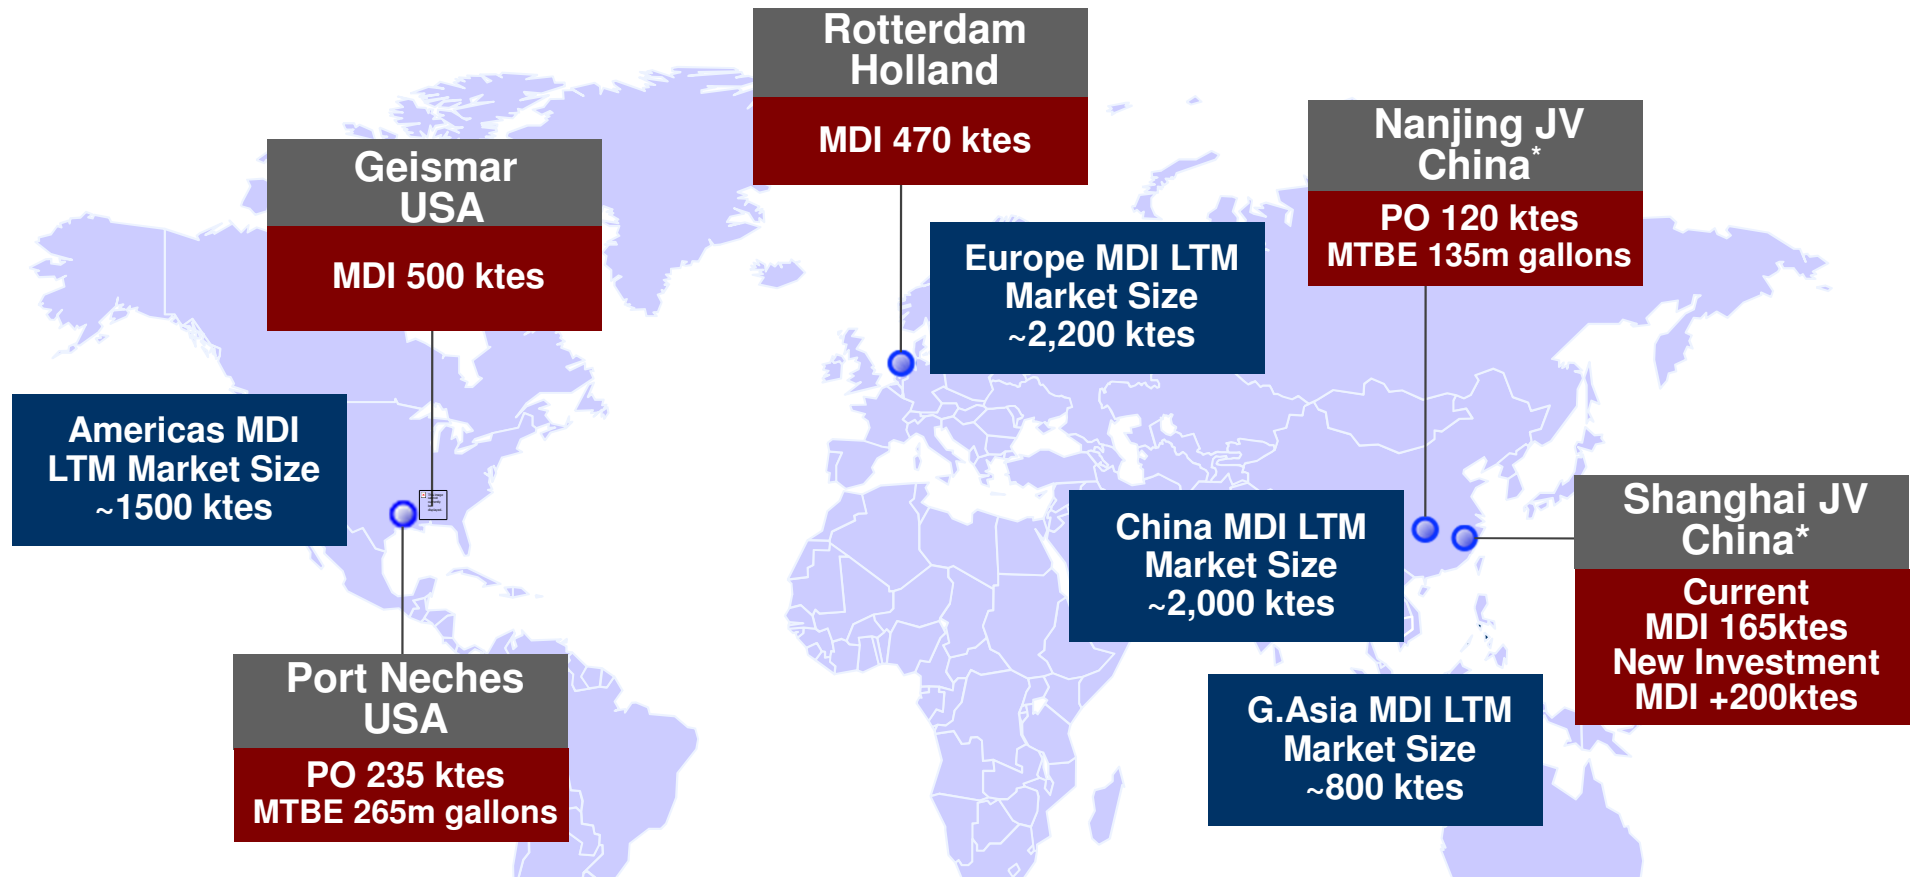 Rotterdam
Holland
MDI 470 ktes
Nanjing JV
China*
PO 120 ktes
MTBE 135m gallons
Geismar
USA
MDI 500 ktes
Europe MDI LTM
Market Size
~2,200 ktes
Americas MDI
LTM Market Size
~1500 ktes
China MDI LTM
Market Size
~2,000 ktes
Shanghai JV
China*
Current
MDI 165ktes
New Investment
MDI +200ktes
Port Neches
USA
PO 235 ktes
MTBE 265m gallons
G.Asia MDI LTM
Market Size
~800 ktes